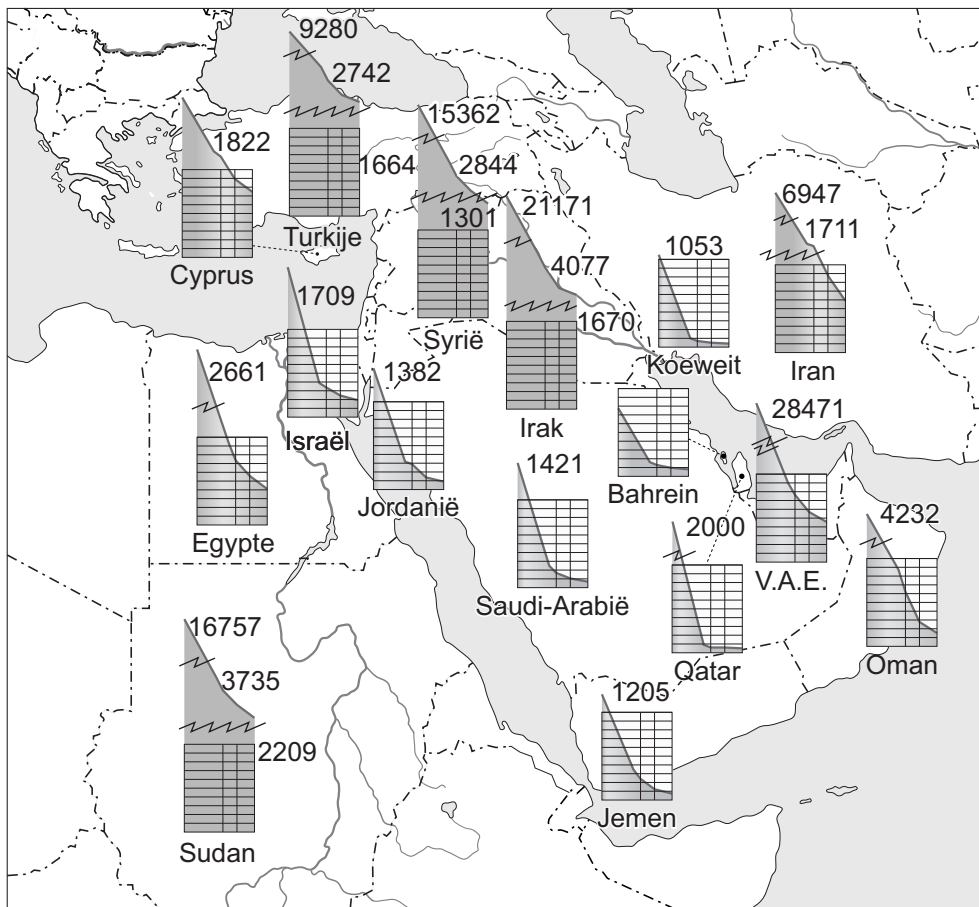 9280
2742
1664
Turkije
1822
Cyprus
15362
2844
1301
Syrië
21171
4077
1670
Irak
6947
1711
Iran
1053
Koeweit
1709
Israël
2661
Egypte
1382
Jordanië
Bahrein
28471
V.A.E.
1421
Saudi-Arabië
2000
Qatar
4232
Oman
16757
3735
2209
Sudan
1205
Jemen